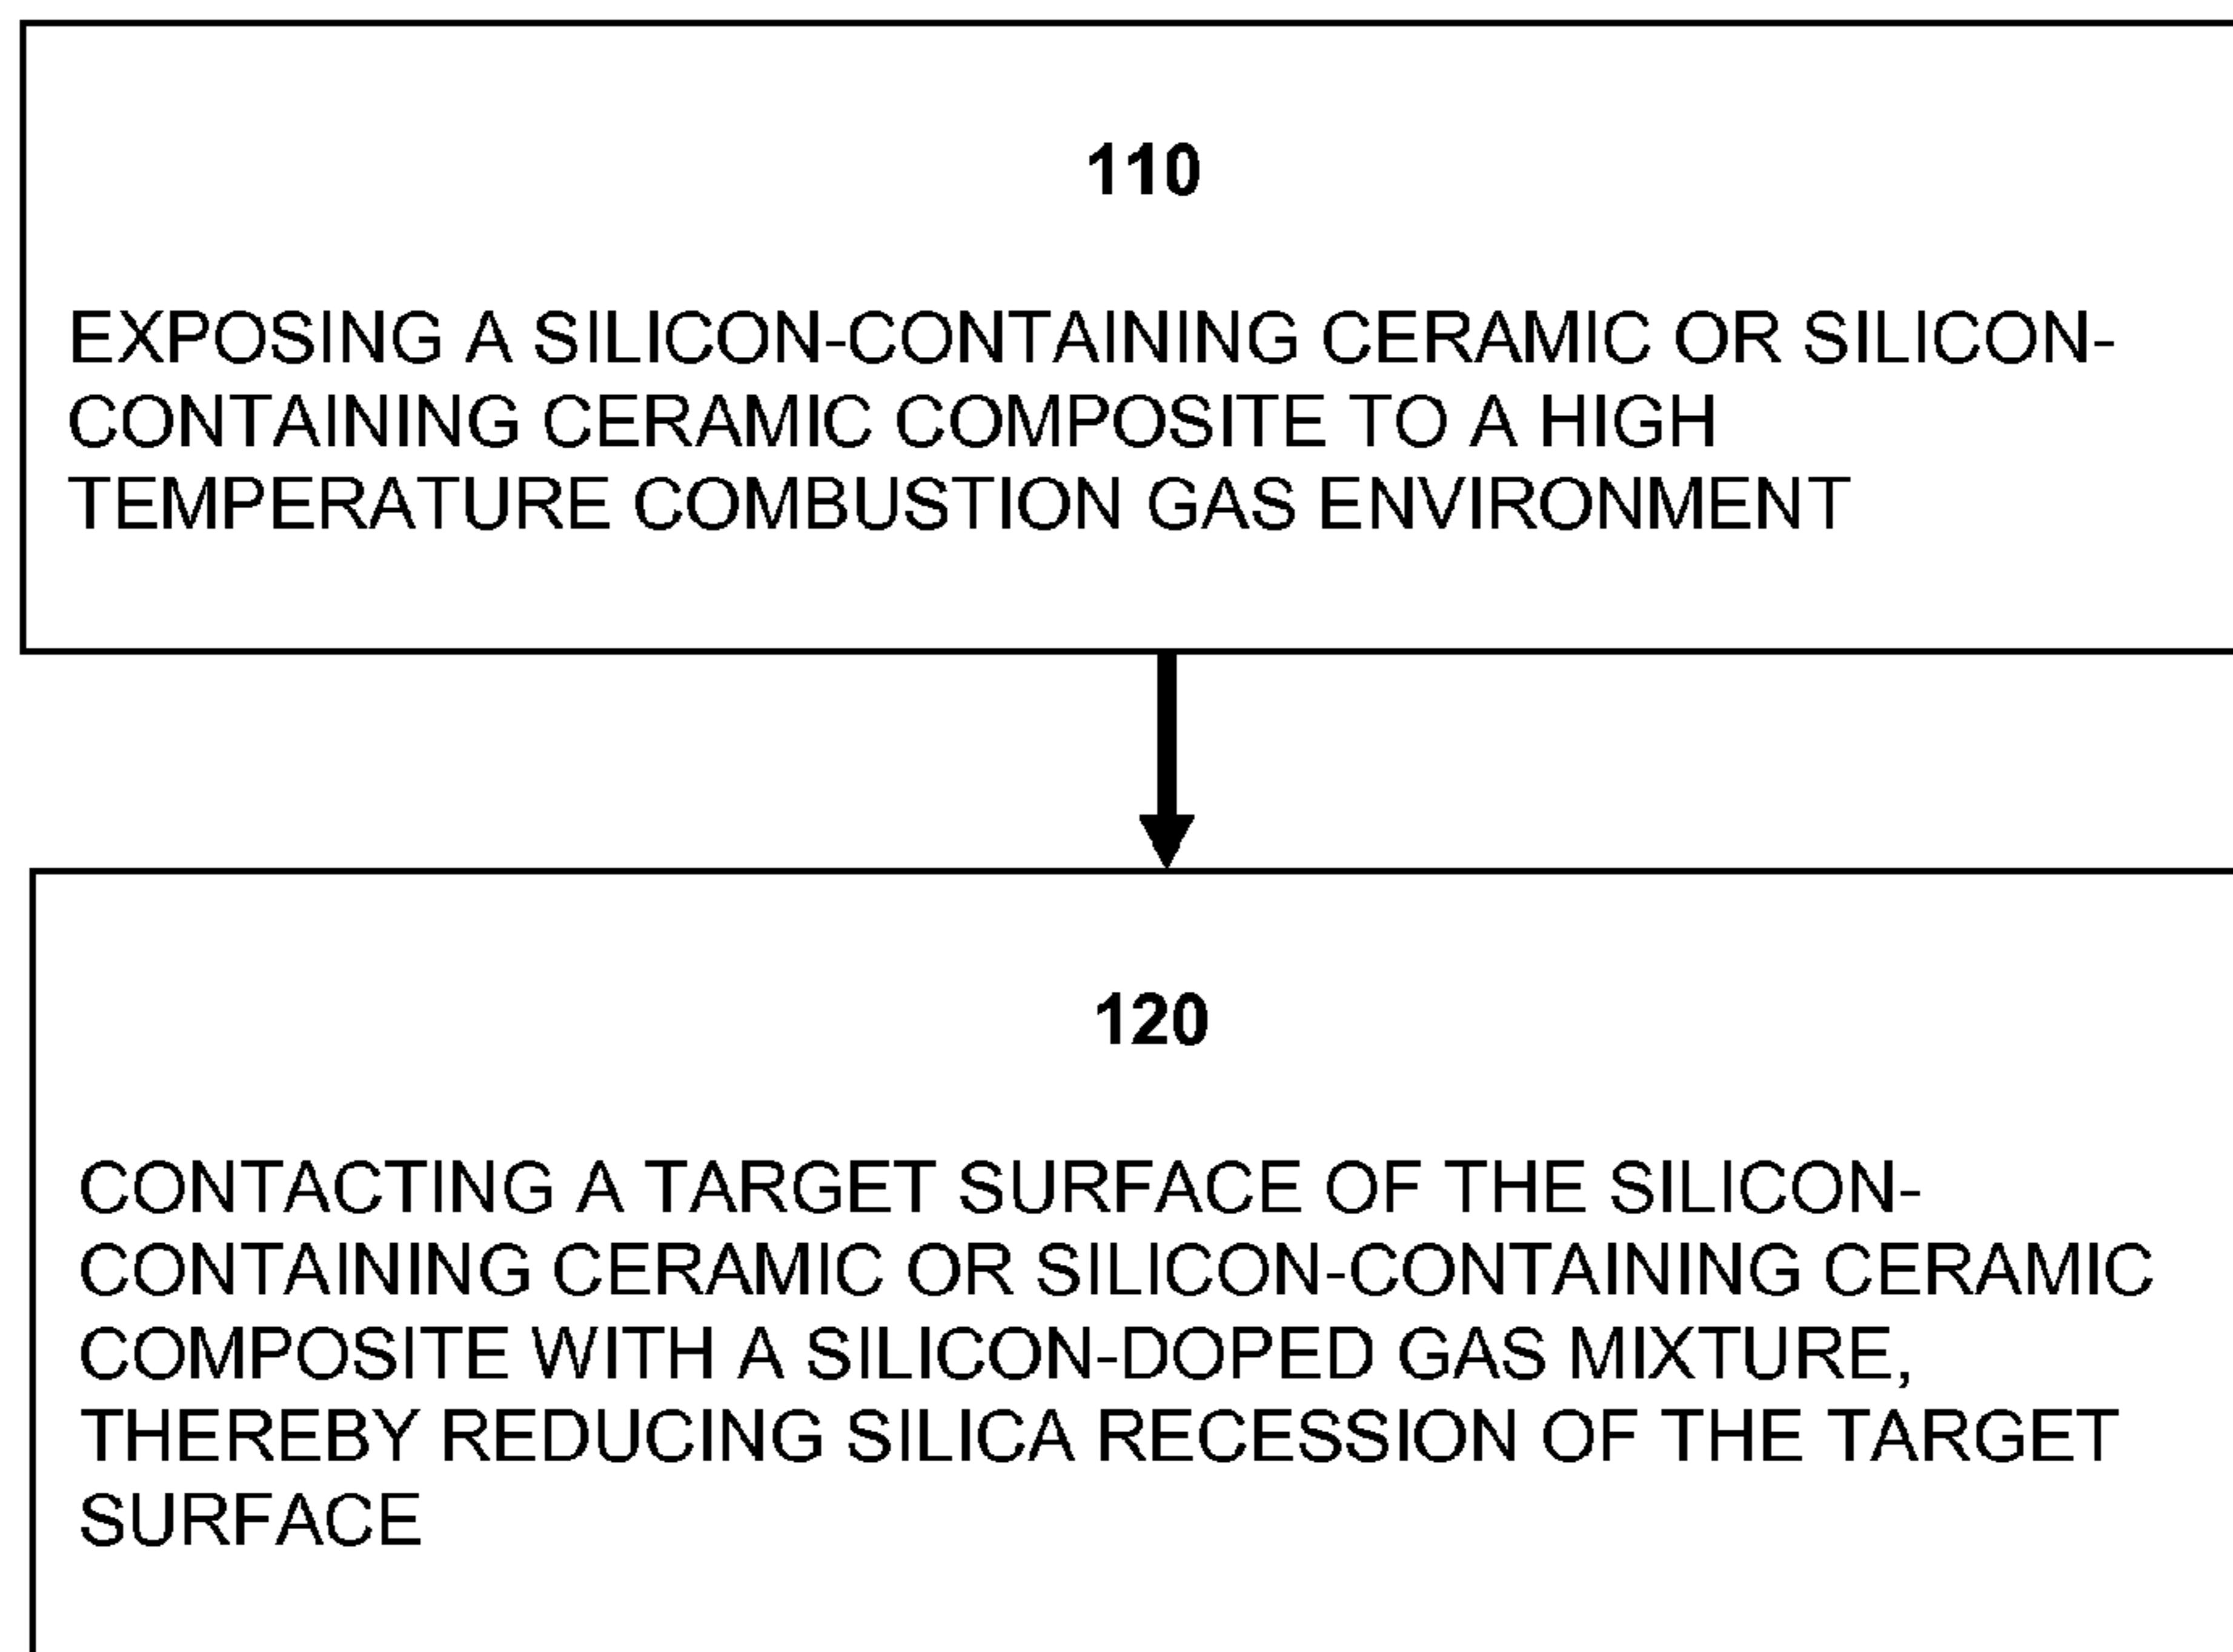 110
EXPOSING A SILICON-CONTAINING CERAMIC OR SILICON-
CONTAINING CERAMIC COMPOSITE TO A HIGH
TEMPERATURE COMBUSTION GAS ENVIRONMENT
120
CONTACTING A TARGET SURFACE OF THE SILICON-
CONTAINING CERAMIC OR SILICON-CONTAINING CERAMIC
COMPOSITE WITH A SILICON-DOPED GAS MIXTURE,
THEREBY REDUCING SILICA RECESSION OF THE TARGET
SURFACE